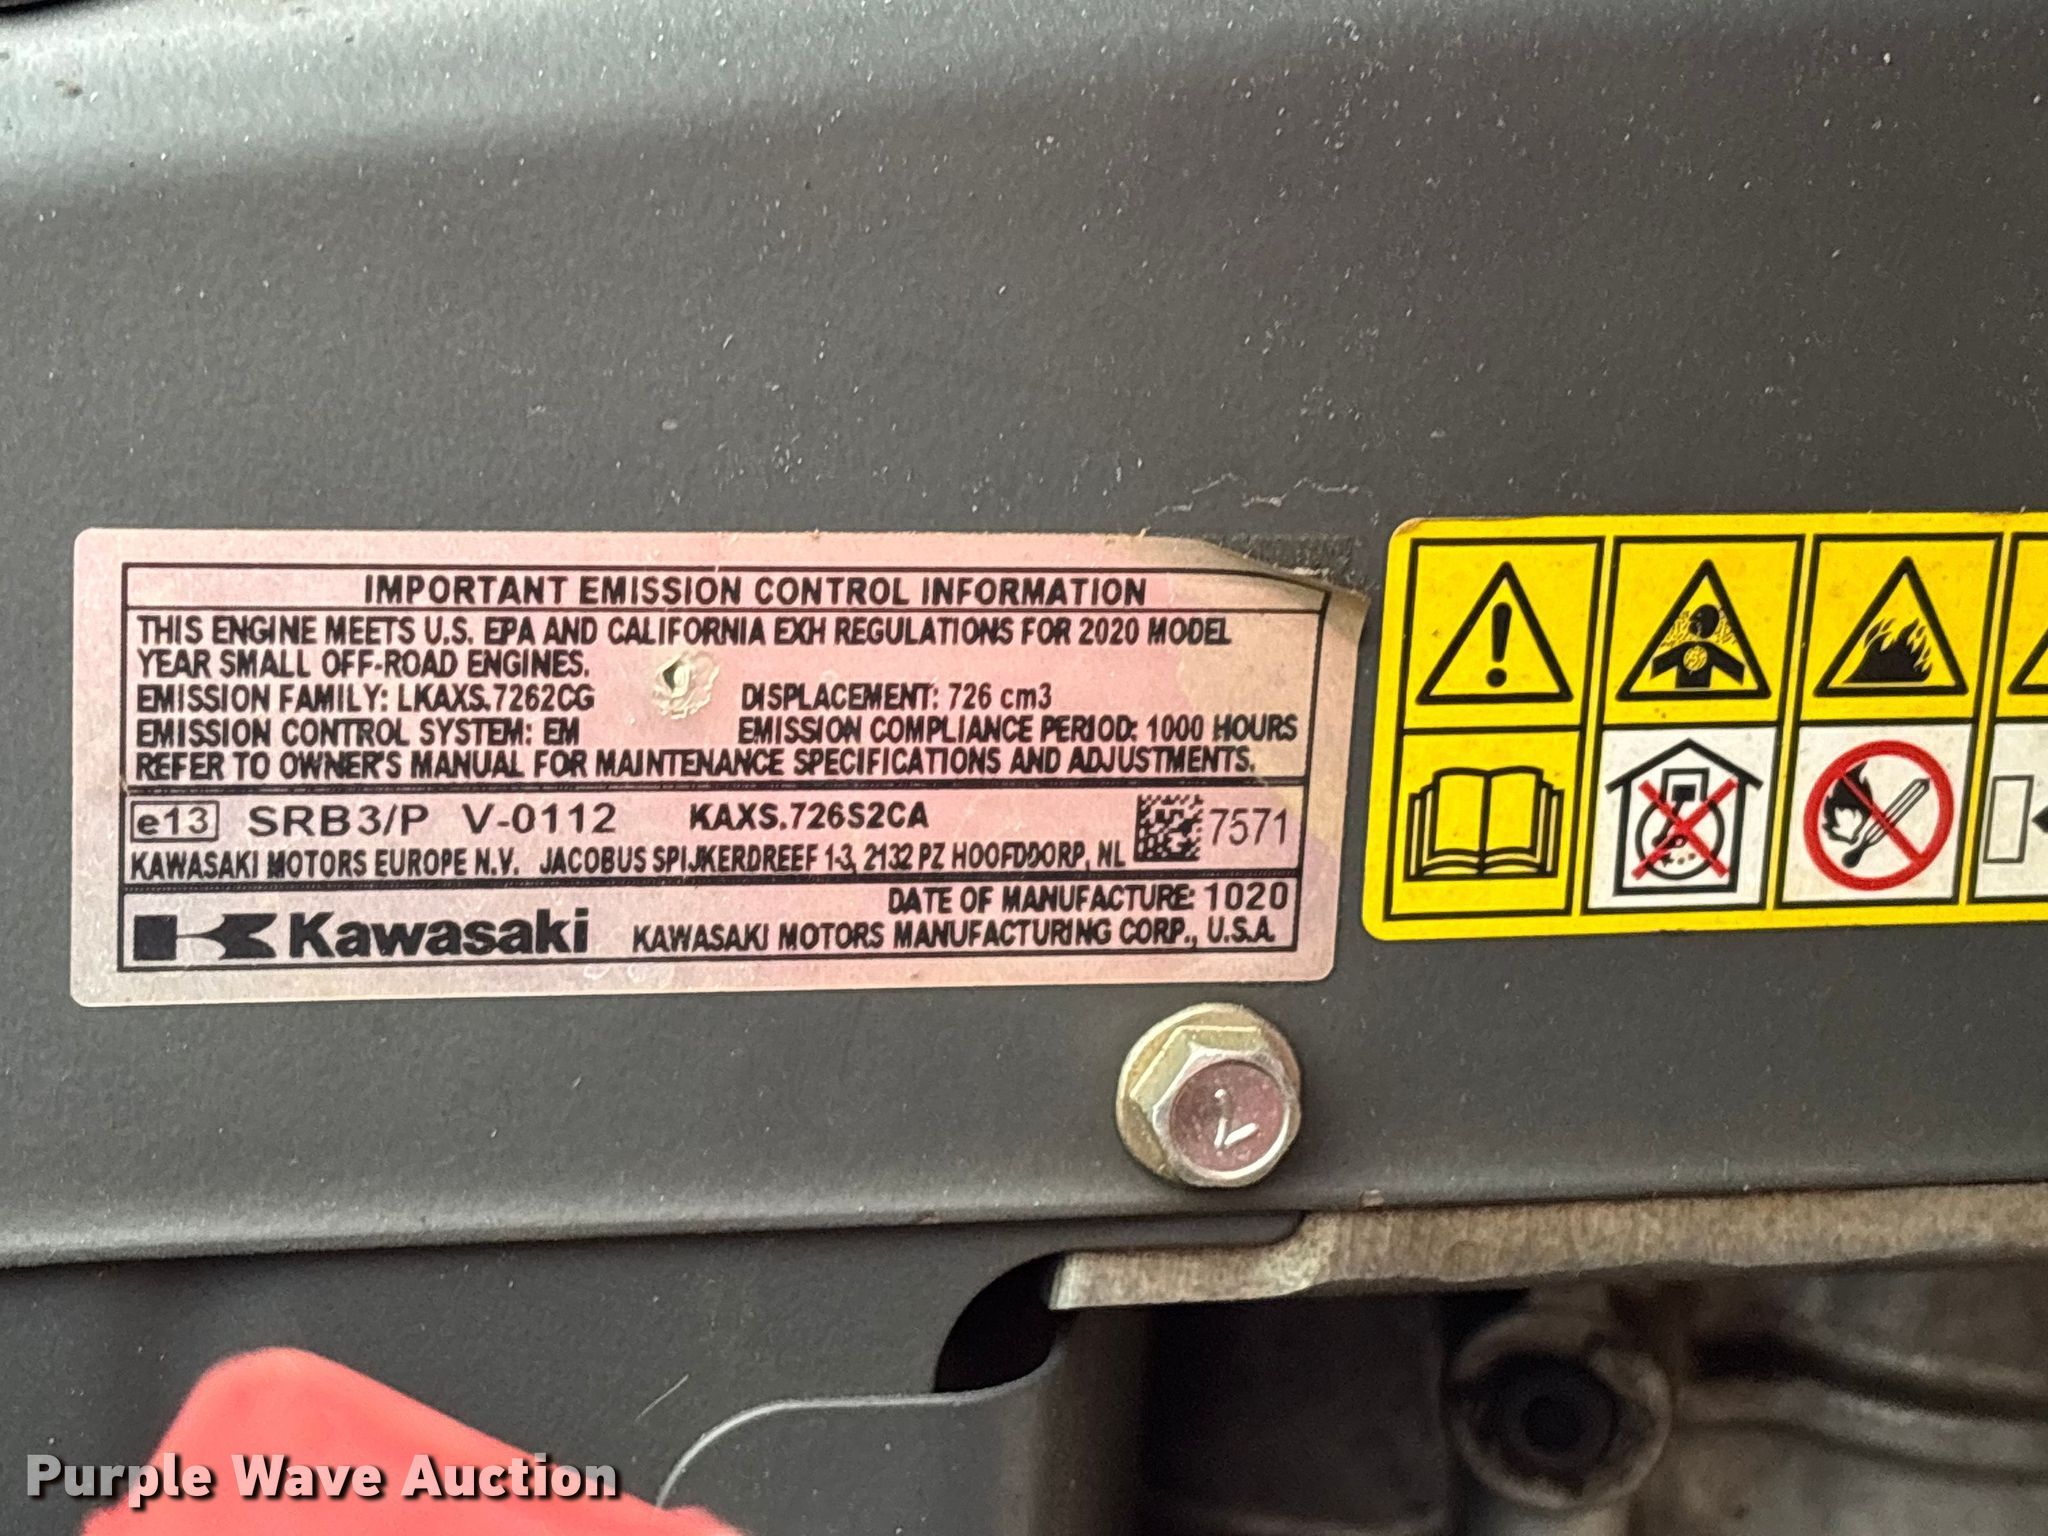 IMPORTANT EMISSION CONTROL INFORMATION
THIS ENGINE MEETS U.S. EPA AND CALIFORNIA EXH REGULATIONS FOR 2020 MODEL
YEAR SMALL OFF-ROAD ENGINES.
EMISSION FAMILY: LKAXS.7262CG DISPLACEMENT: 726 cm3
EMISSION CONTROL SYSTEM: EM EMISSION COMPLIANCE PERIOD: 1000 HOURS
REFER TO OWNER'S MANUAL FOR MAINTENANCE SPECIFICATIONS AND ADJUSTMENTS.
e13 SRB3/P V-0112 KAXS.726S2CA 7571
KAWASAKI MOTORS EUROPE N.V. JACOBUS SPIJKERDREEF 1-3, 2132 PZ HOOFDDORP, NL
DATE OF MANUFACTURE: 1020
Kawasaki KAWASAKI MOTORS MANUFACTURING CORP., U.S.A.
Purple Wave Auction